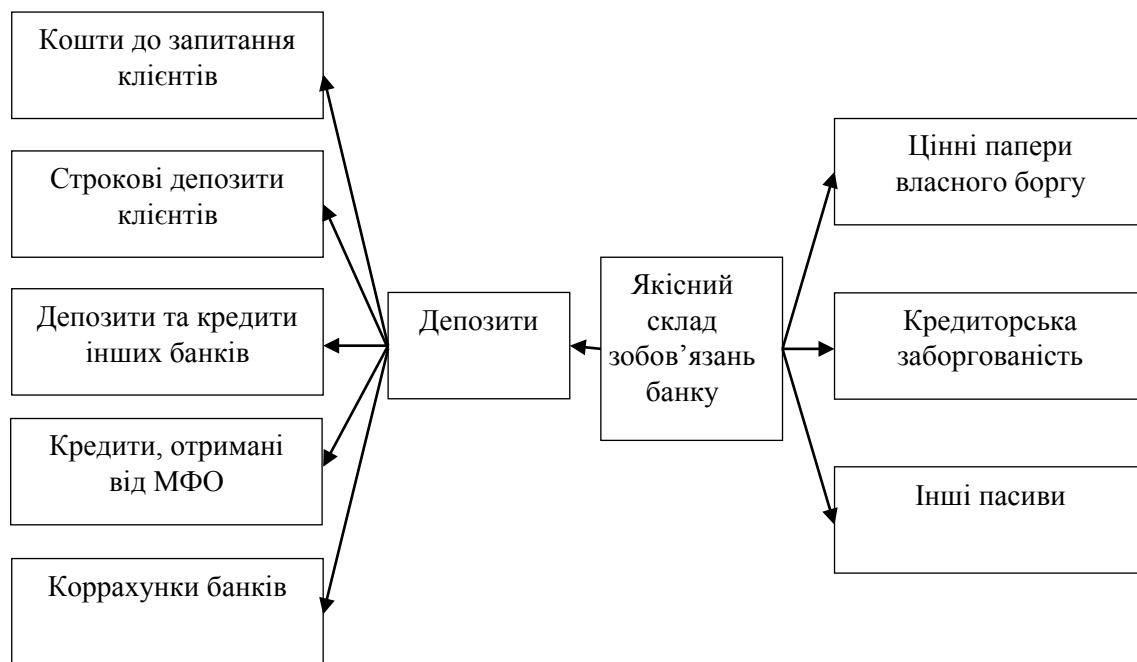 Кошти до запитання
клієнтів
Строкові депозити
клієнтів
Депозити та кредити
інших банків
Кредити, отримані
від МФО
Коррахунки банків
Депозити
Якісний
склад
зобов’язань
банку
Цінні папери
власного боргу
Кредиторська
заборгованість
Інші пасиви